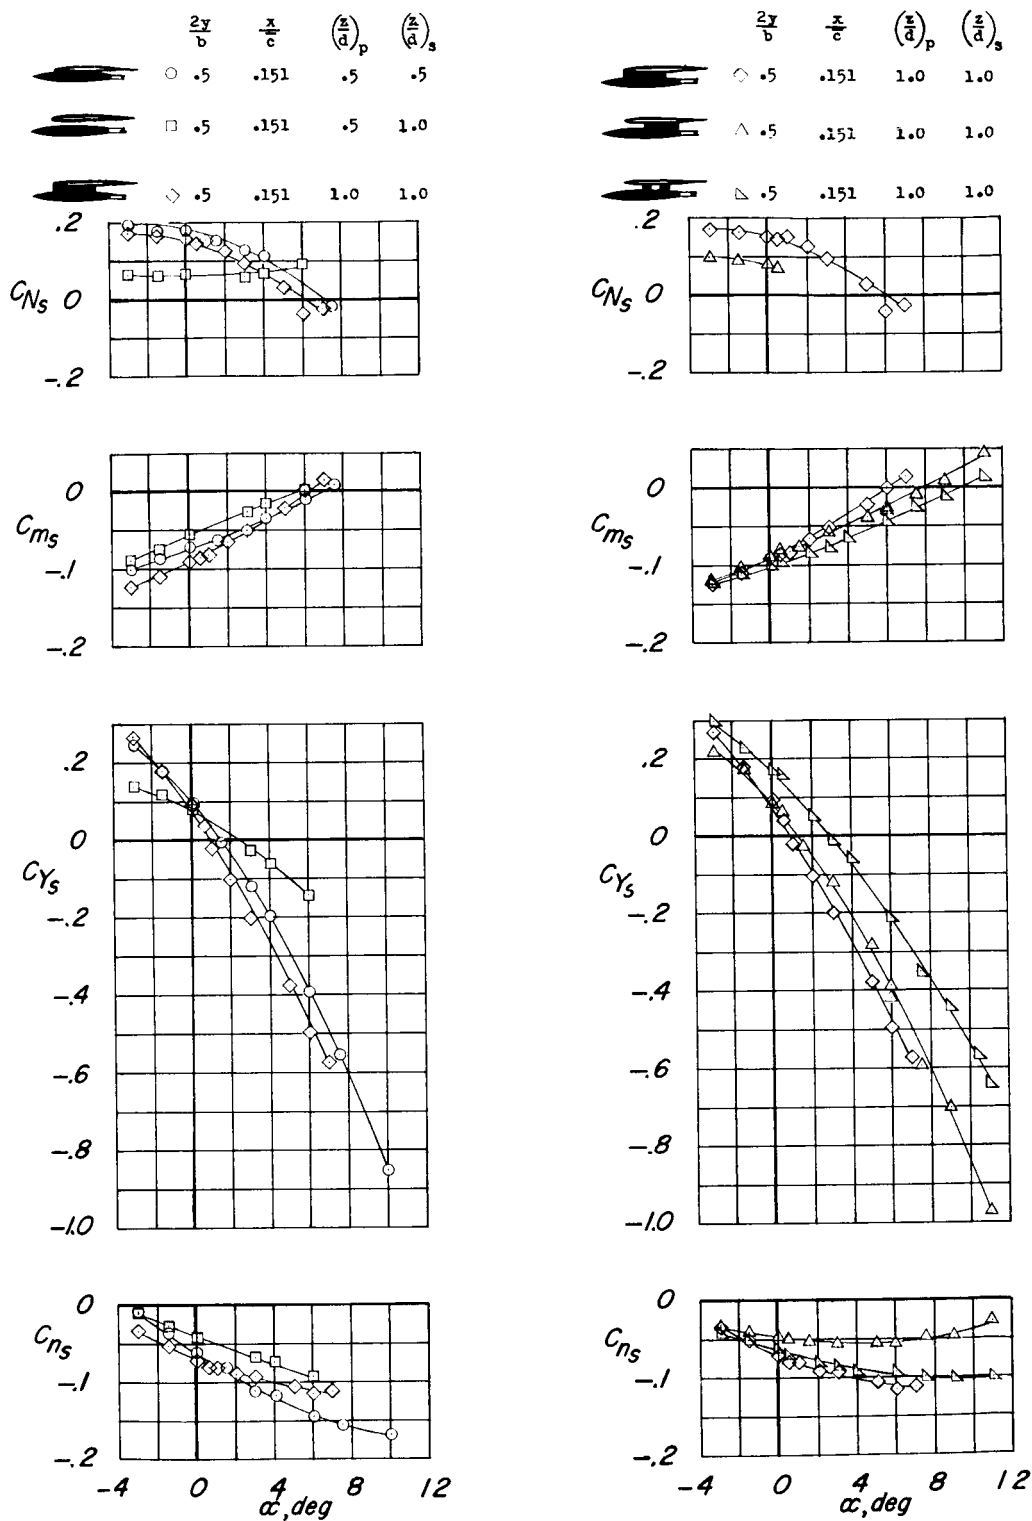 2y/b x/c (z/d)p (z/d)s
.5 .151 .5 .5
.5 .151 .5 1.0
.5 .151 1.0 1.0
.2
CNs 0
-.2
0
Cms
-.1
-.2
.2
0
CYs
-.2
-.4
-.6
-.8
-1.0
0
Cns
-.1
-.2
-4 0 4 8 12
α, deg
2y/b x/c (z/d)p (z/d)s
.5 .151 1.0 1.0
.5 .151 1.0 1.0
.5 .151 1.0 1.0
.2
CNs 0
-.2
0
Cms
-.1
-.2
.2
0
CYs
-.2
-.4
-.6
-.8
-1.0
0
Cns
-.1
-.2
-4 0 4 8 12
α, deg